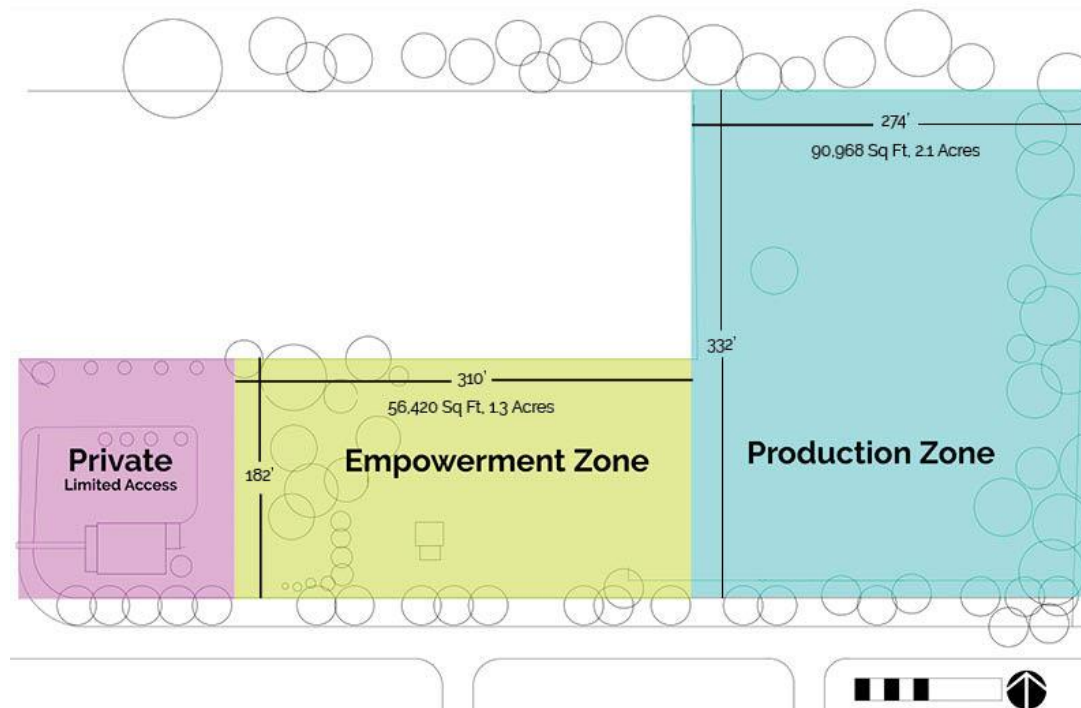 274’
90,968 Sq Ft, 2.1 Acres
332’
310’
56,420 Sq Ft, 1.3 Acres
Private
Limited Access
182’
Empowerment Zone
Production Zone